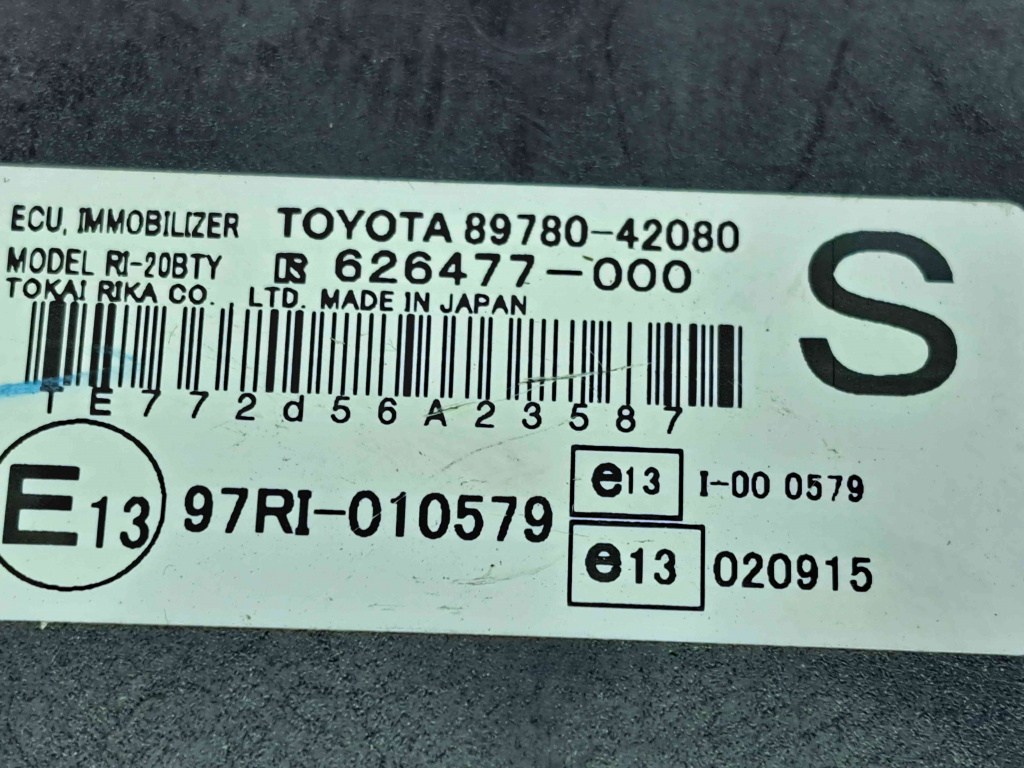 ECU, IMMOBILIZER TOYOTA 89780-42080
MODEL RI-20BTY 626477-000
TOKAI RIKA CO. , LTD. MADE IN JAPAN
S
TE772d56A23587
E13 97RI-010579
e13 I-00 0579
e13 020915